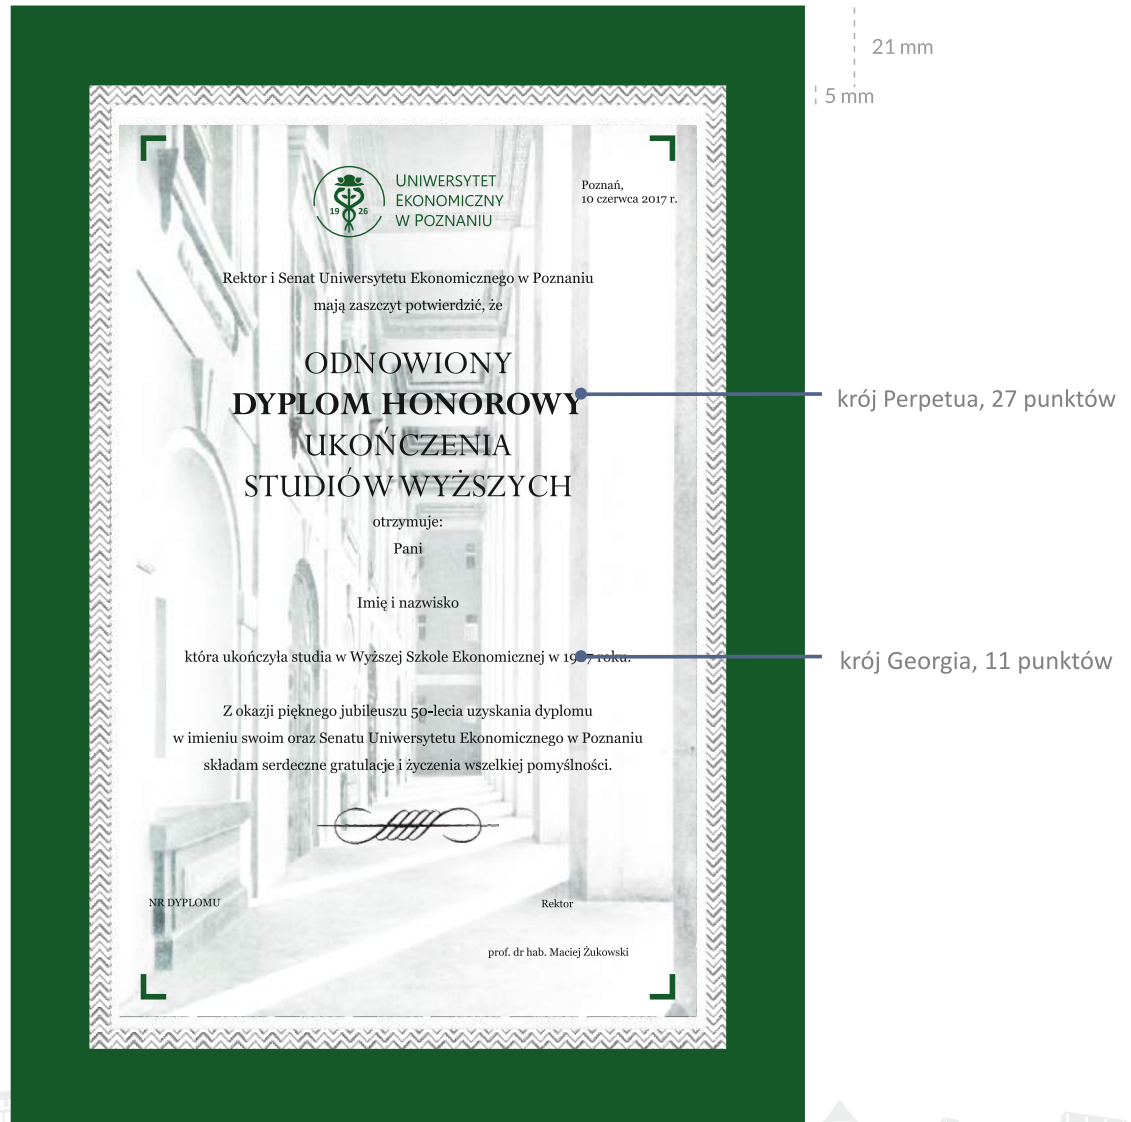 21 mm
5 mm
UNIWERSYTET
EKONOMICZNY
W POZNANIU
19 26
Poznań,
10 czerwca 2017 r.
Rektor i Senat Uniwersytetu Ekonomicznego w Poznaniu
mają zaszczyt potwierdzić, że
ODNOWIONY
DYPLOM HONOROWY
krój Perpetua, 27 punktów
UKOŃCZENIA
STUDIÓW WYŻSZYCH
otrzymuje:
Pani
Imię i nazwisko
która ukończyła studia w Wyższej Szkole Ekonomicznej w roku.
krój Georgia, 11 punktów
Z okazji pięknego jubileuszu 50-lecia uzyskania dyplomu
w imieniu swoim oraz Senatu Uniwersytetu Ekonomicznego w Poznaniu
składam serdeczne gratulacje i życzenia wszelkiej pomyślności.
NR DYPLOMU
Rektor
prof. dr hab. Maciej Żukowski